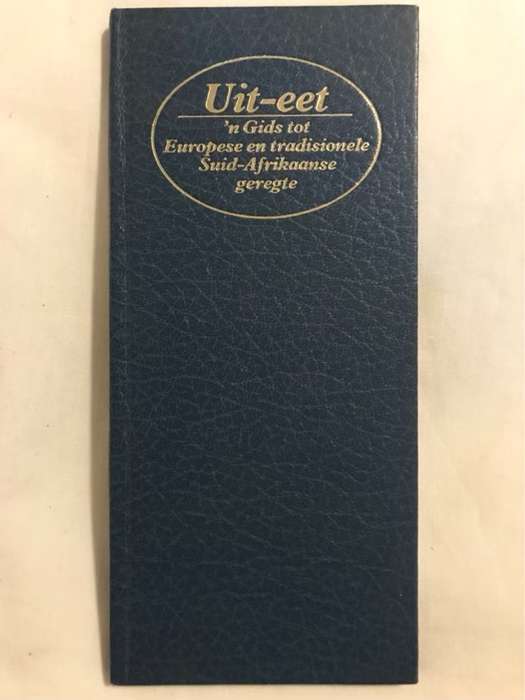 Uit-eet
'n Gids tot
Europese en tradisionele
Suid-Afrikaanse
geregte